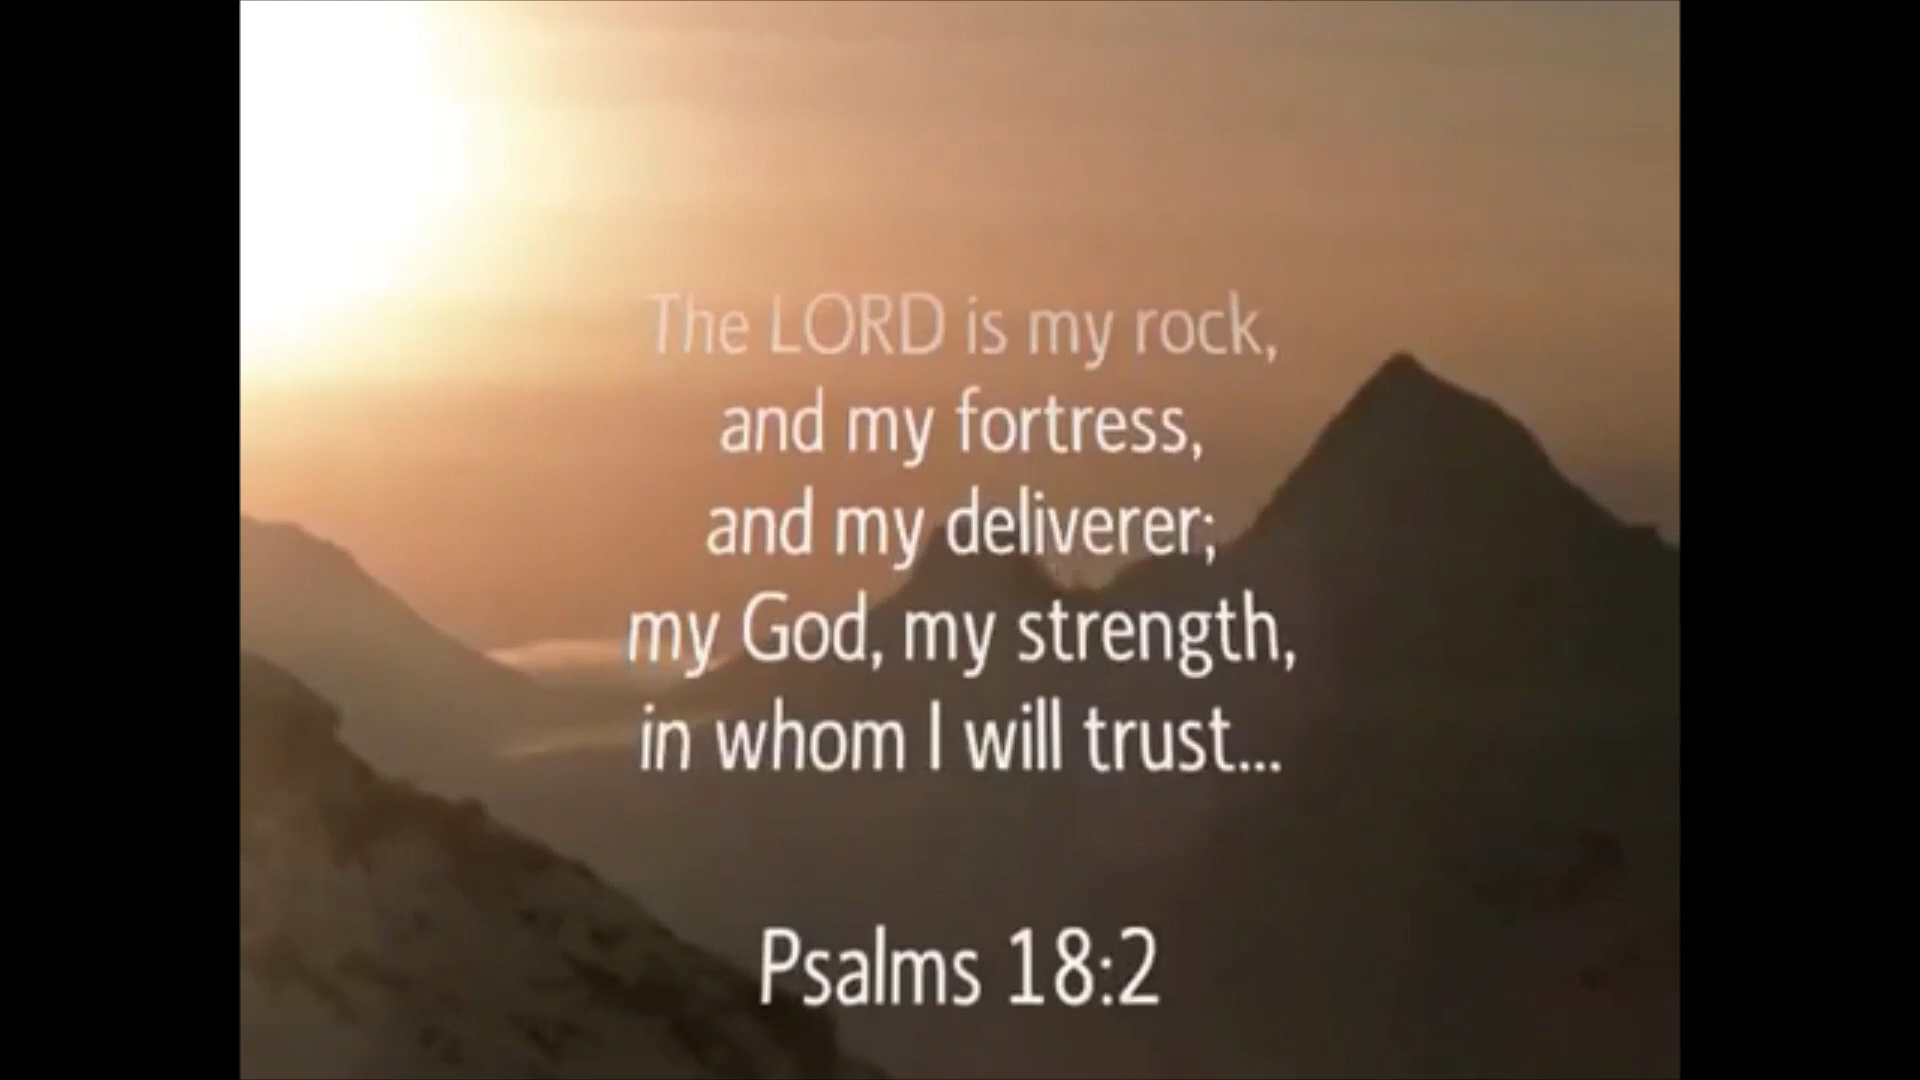 The LORD is my rock,
and my fortress,
and my deliverer;
my God, my strength,
in whom I will trust...
Psalms 18:2